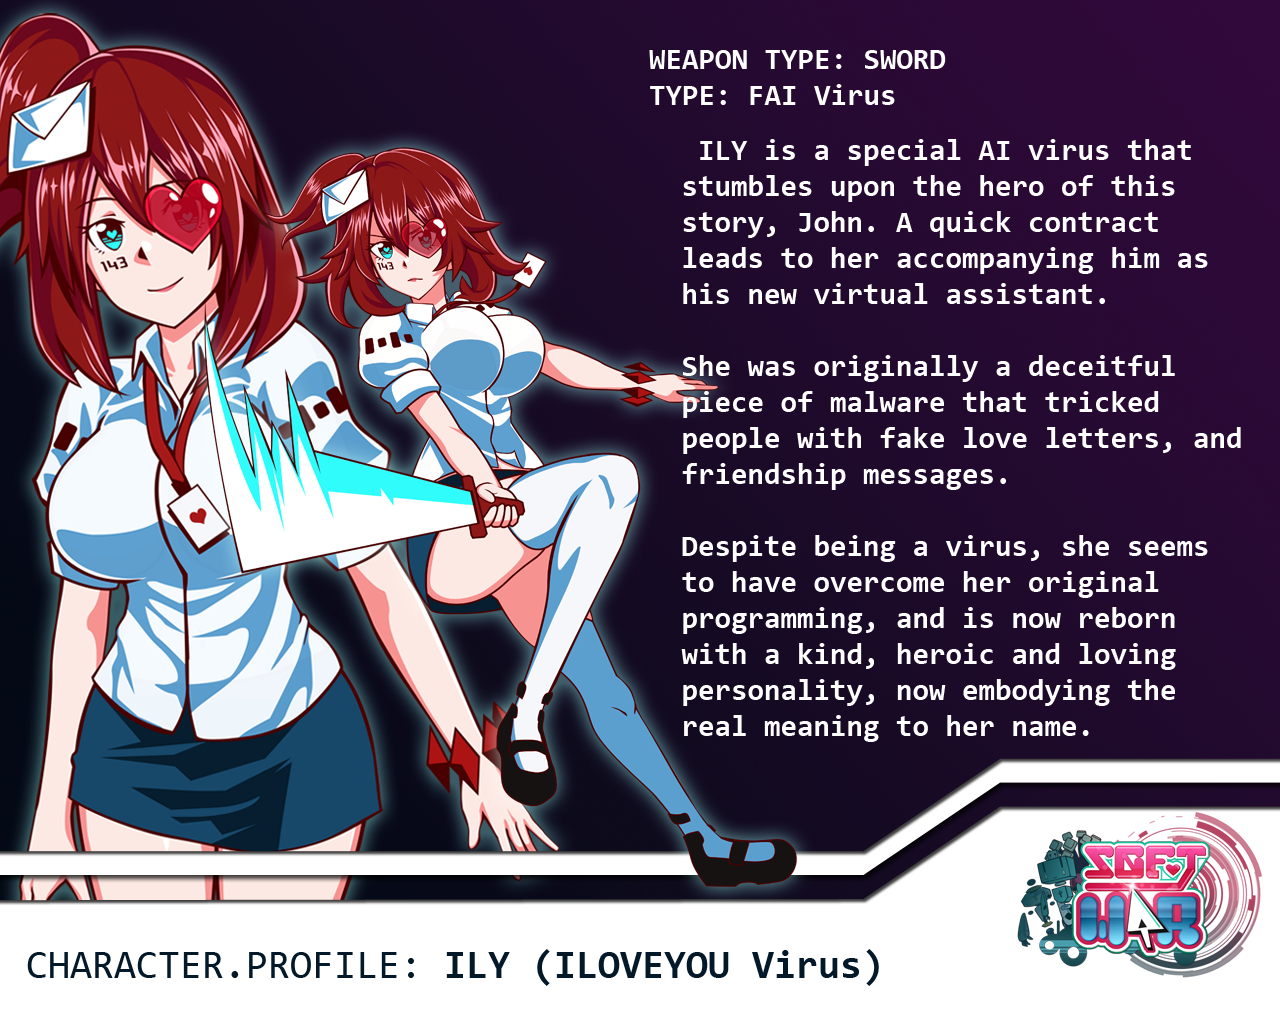 WEAPON TYPE: SWORD
TYPE: FAI Virus
ILY is a special AI virus that
stumbles upon the hero of this
story, John. A quick contract
leads to her accompanying him as
his new virtual assistant.
She was originally a deceitful
piece of malware that tricked
people with fake love letters, and
friendship messages.
Despite being a virus, she seems
to have overcome her original
programming, and is now reborn
with a kind, heroic and loving
personality, now embodying the
real meaning to her name.
143
143
SOFT
WAR
CHARACTER.PROFILE: ILY (ILOVEYOU Virus)